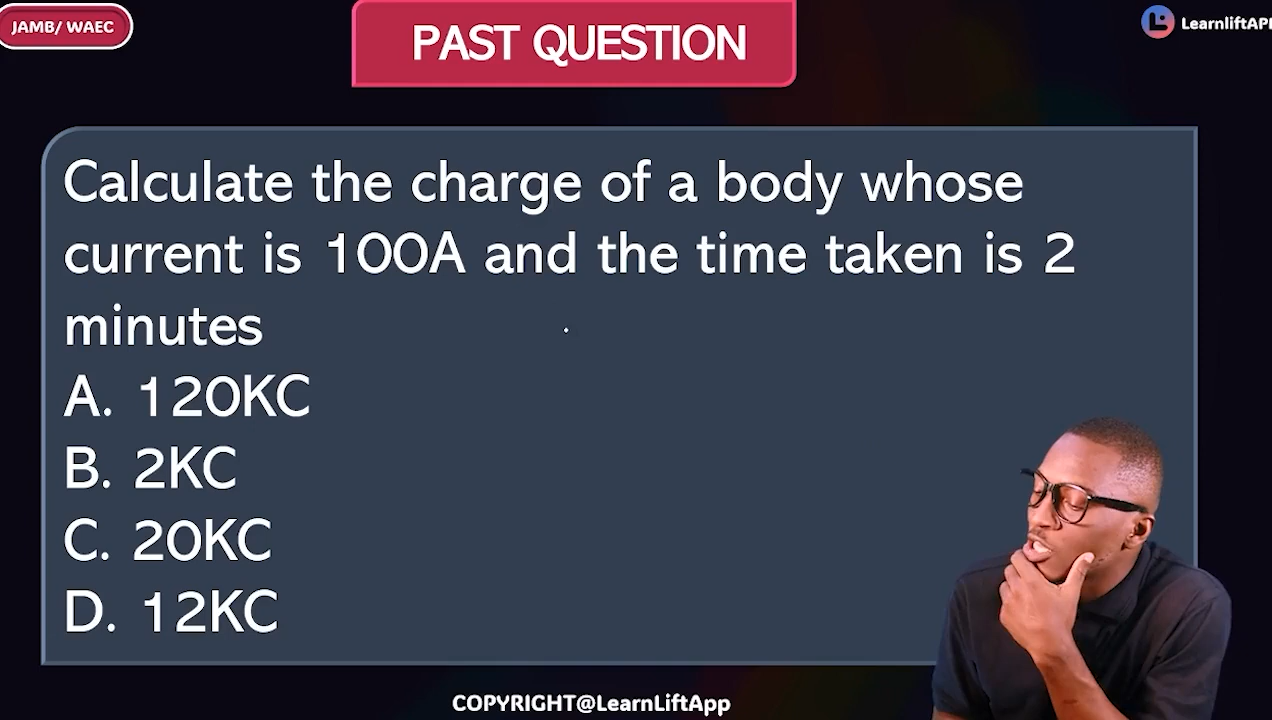 JAMB/ WAEC
PAST QUESTION
Calculate the charge of a body whose
current is 100A and the time taken is 2
minutes
A. 120KC
B. 2KC
C. 20KC
D. 12KC
COPYRIGHT@LearnLiftApp